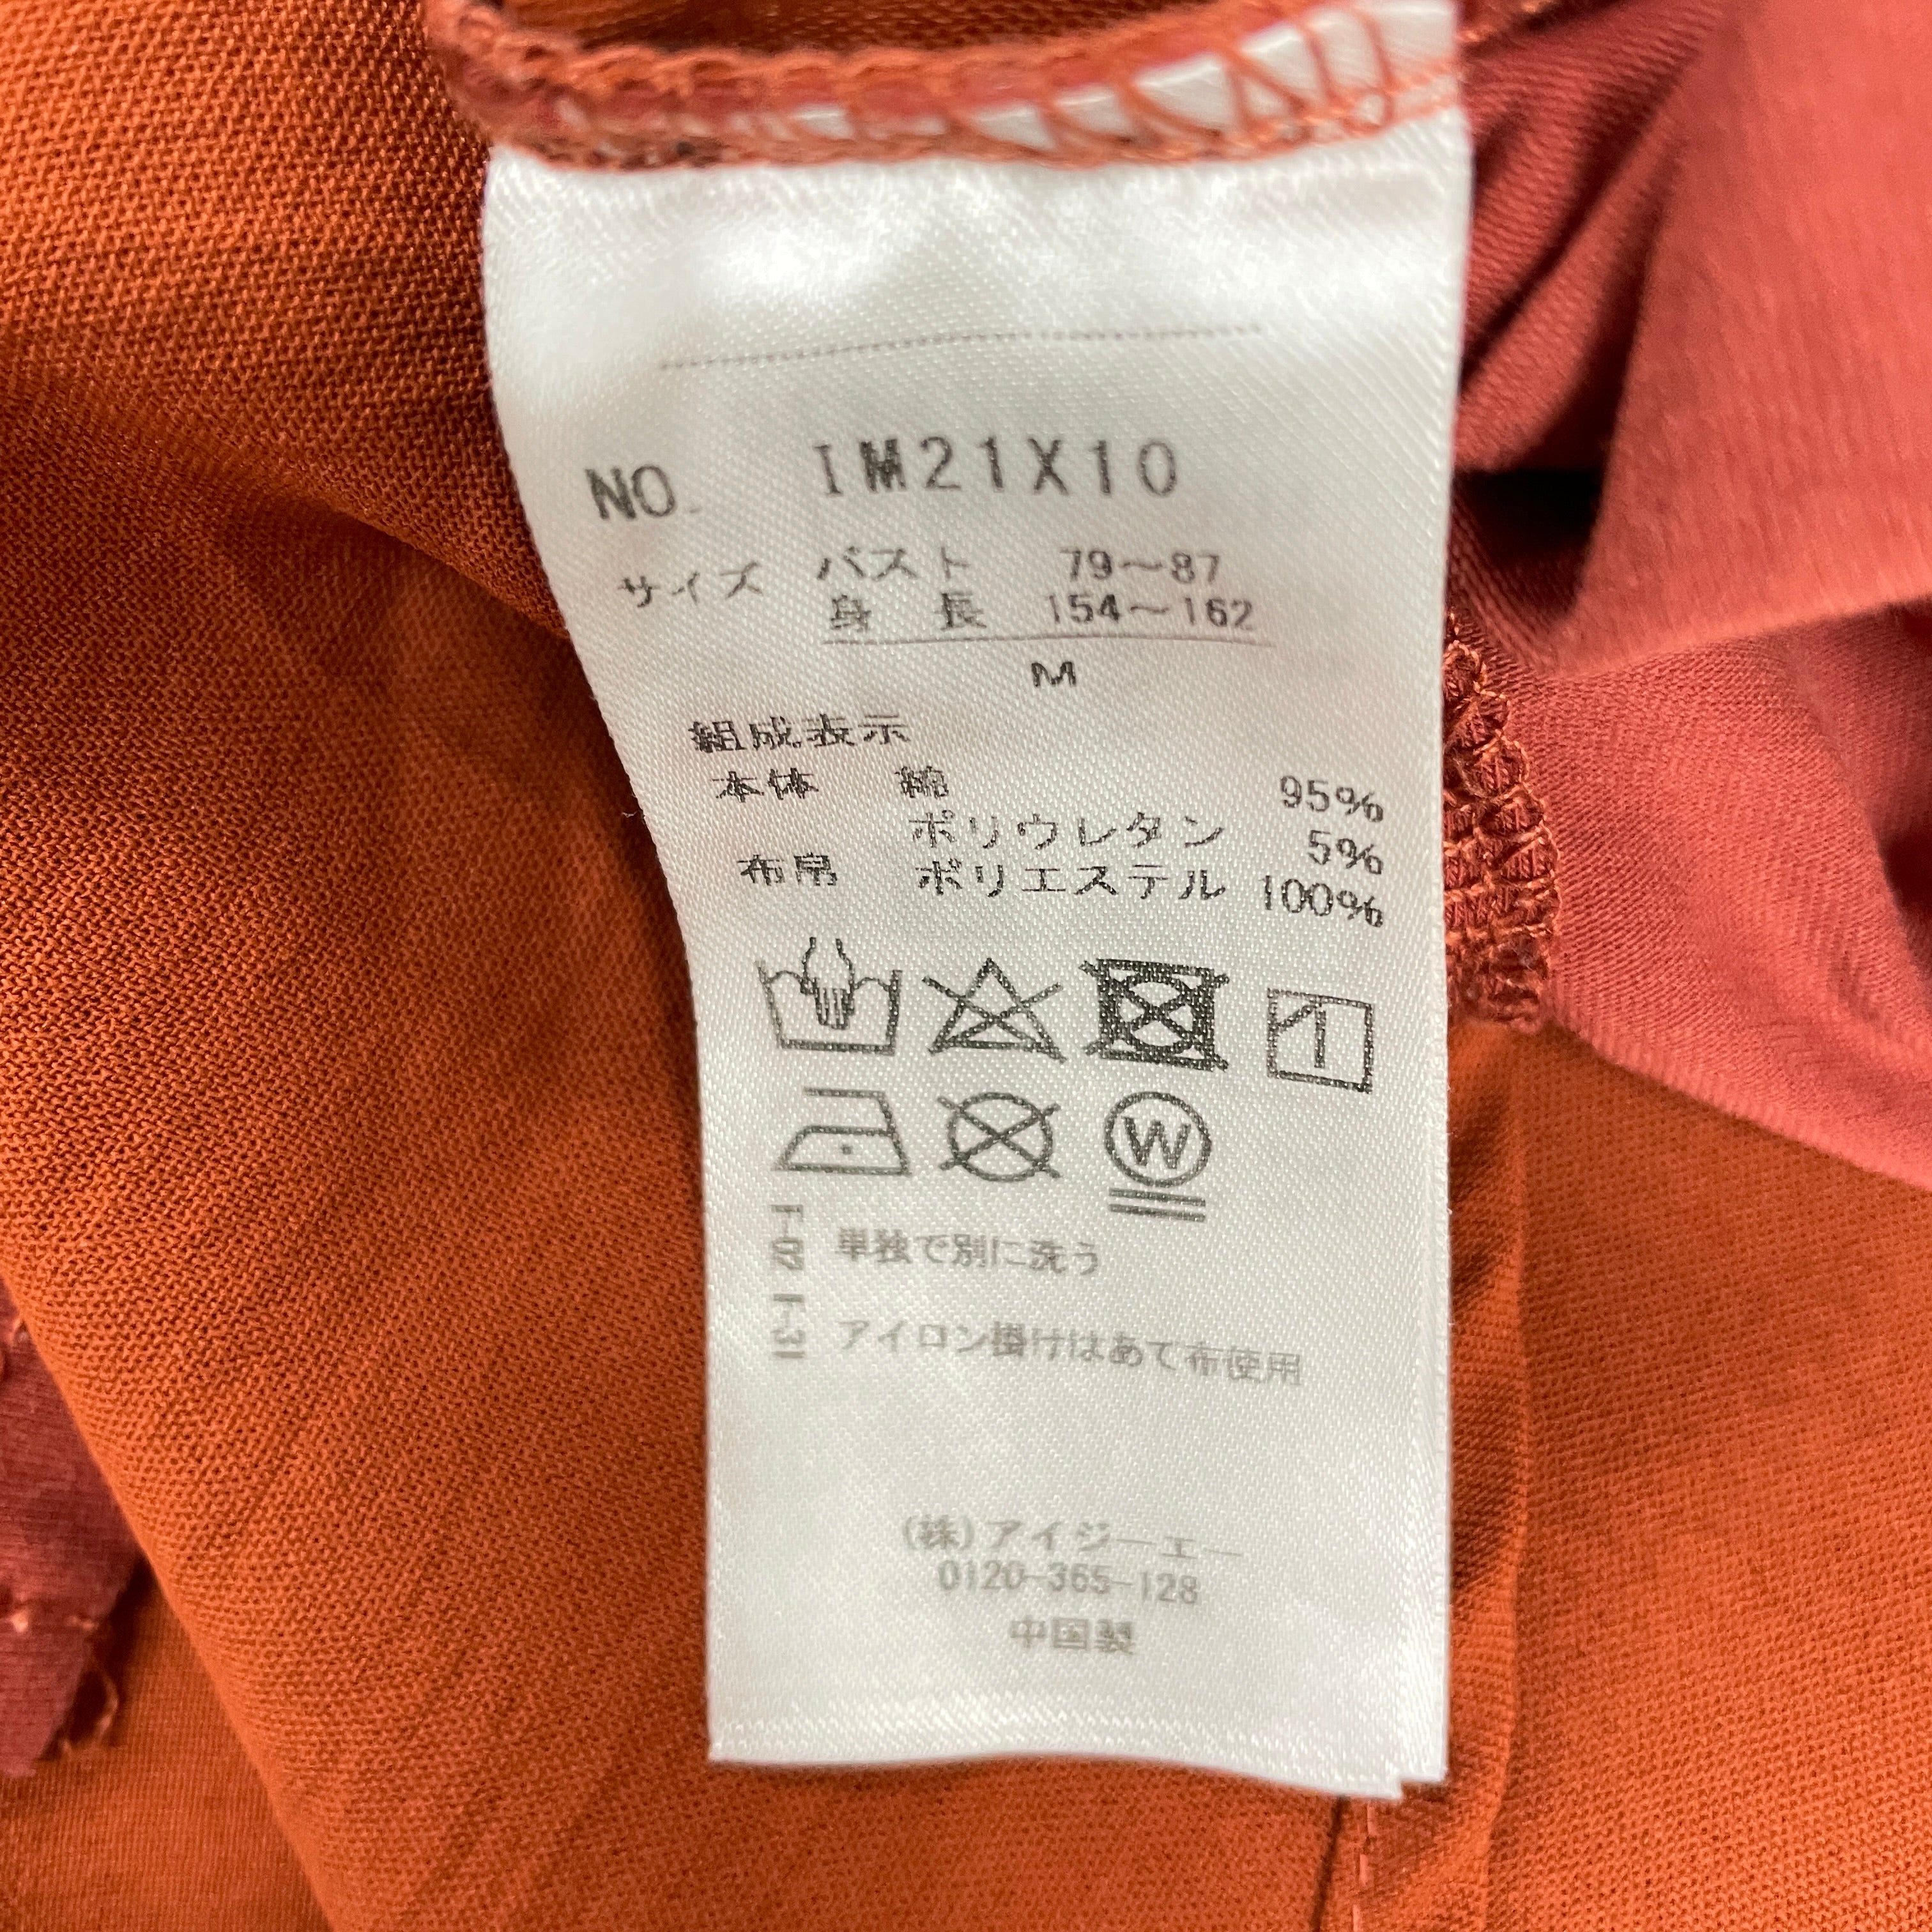 NO. IM21X10
サイズ バスト 79～87
身長 154～162
M
組成表示
本体 綿 95%
ポリウレタン 5%
布帛 ポリエステル 100%
W
F-02 単独で別に洗う
F-31 アイロン掛けはあて布使用
(株)アイジーエー
0120-365-128
中国製